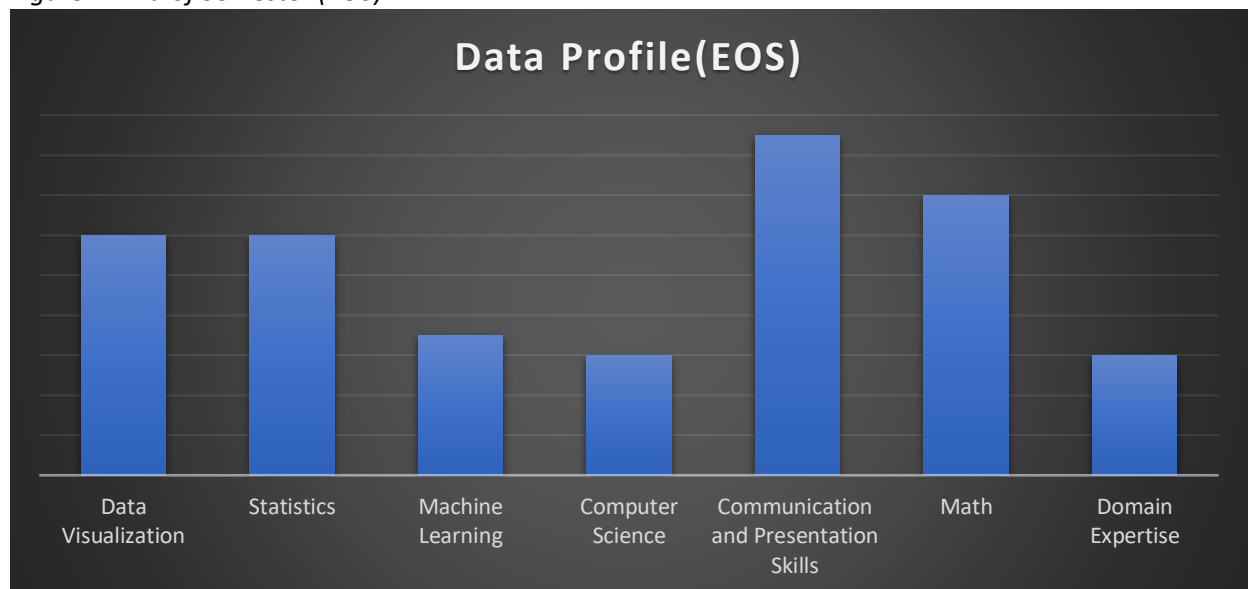 Data Profile(EOS)
Data
Visualization
Statistics
Machine
Learning
Computer
Science
Communication
and Presentation
Skills
Math
Domain
Expertise